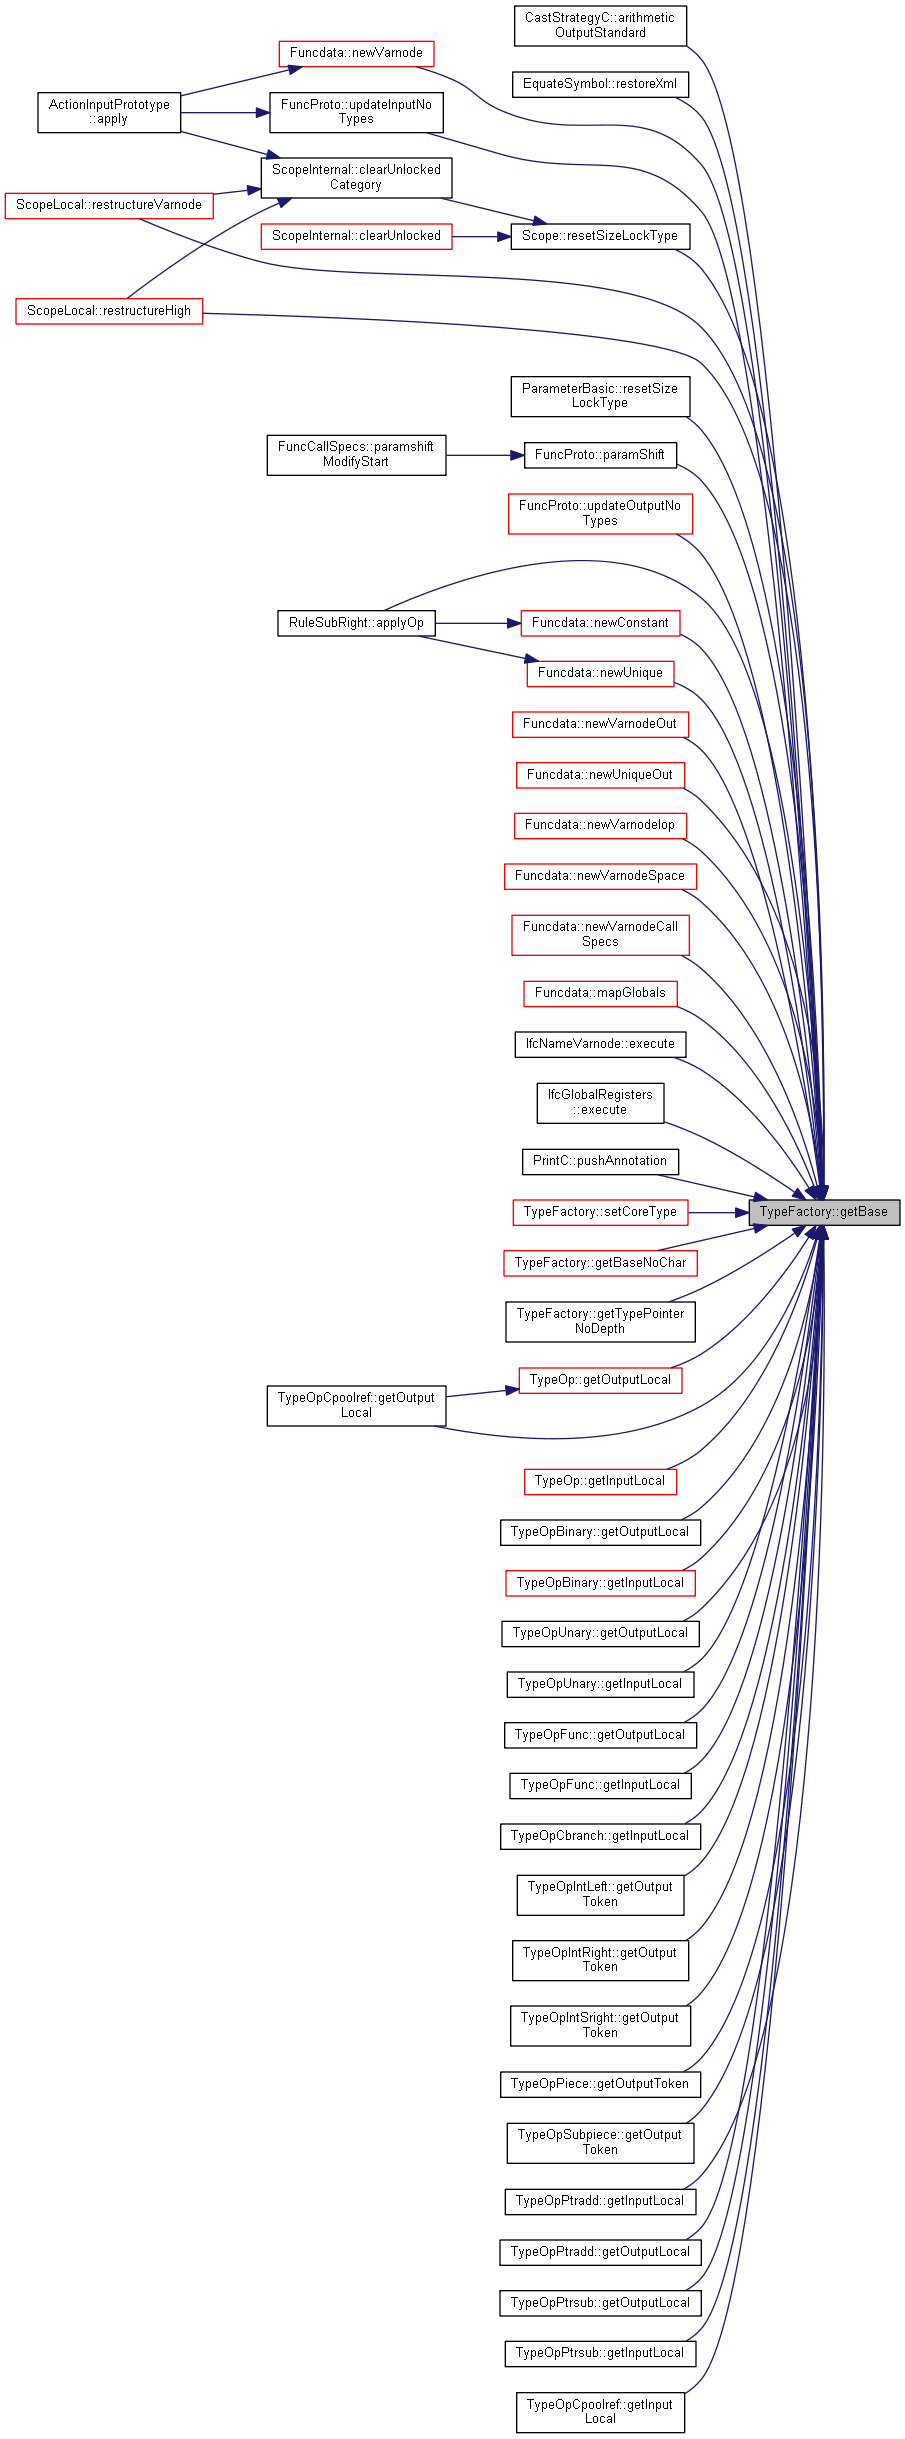 CastStrategyC::arithmetic
OutputStandard
Funcdata::newVarnode
EquateSymbol::restoreXml
ActionInputPrototype
::apply
FuncProto::updateInputNo
Types
ScopeInternal::clearUnlocked
Category
ScopeLocal::restructureVarnode
ScopeInternal::clearUnlocked
Scope::resetSizeLockType
ScopeLocal::restructureHigh
ParameterBasic::resetSize
LockType
FuncCallSpecs::paramshift
ModifyStart
FuncProto::paramShift
FuncProto::updateOutputNo
Types
RuleSubRight::applyOp
Funcdata::newConstant
Funcdata::newUnique
Funcdata::newVarnodeOut
Funcdata::newUniqueOut
Funcdata::newVarnodeIop
Funcdata::newVarnodeSpace
Funcdata::newVarnodeCall
Specs
Funcdata::mapGlobals
IfcNameVarnode::execute
IfcGlobalRegisters
::execute
PrintC::pushAnnotation
TypeFactory::setCoreType
TypeFactory::getBase
TypeFactory::getBaseNoChar
TypeFactory::getTypePointer
NoDepth
TypeOp::getOutputLocal
TypeOpCpoolref::getOutput
Local
TypeOp::getInputLocal
TypeOpBinary::getOutputLocal
TypeOpBinary::getInputLocal
TypeOpUnary::getOutputLocal
TypeOpUnary::getInputLocal
TypeOpFunc::getOutputLocal
TypeOpFunc::getInputLocal
TypeOpCbranch::getInputLocal
TypeOpIntLeft::getOutput
Token
TypeOpIntRight::getOutput
Token
TypeOpIntSright::getOutput
Token
TypeOpPiece::getOutputToken
TypeOpSubpiece::getOutput
Token
TypeOpPtradd::getInputLocal
TypeOpPtradd::getOutputLocal
TypeOpPtrsub::getOutputLocal
TypeOpPtrsub::getInputLocal
TypeOpCpoolref::getInput
Local